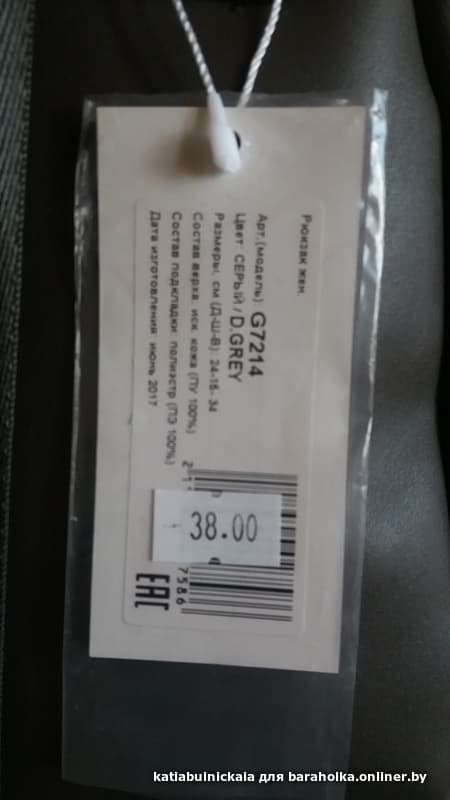 Рюкзак жен.
Арт.(модель): G7214
Цвет: СЕРЫЙ / D.GREY
Размеры, см (Д-Ш-В): 24-15- 34
Состав верха: иск. кожа (ПУ 100%)
Состав подкладки: полиэстр (ПЭ 100%)
Дата изготовления: июнь 2017
38.00
7586
EAC
katlabulnickala для baraholka.onliner.by